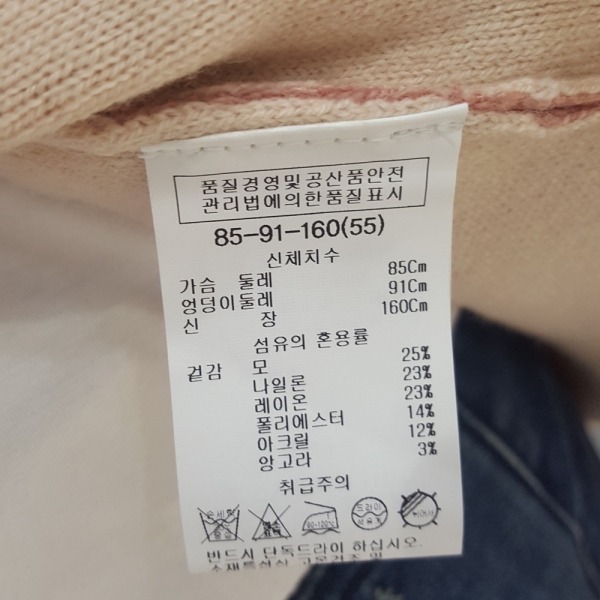 품질경영및공산품안전
관리법에의한품질표시
85-91-160(55)
신체치수
가슴 둘레 85Cm
엉덩이둘레 91Cm
신 장 160Cm
섬유의 혼용률
겉감 모 25%
나일론 23%
레이온 23%
폴리에스터 14%
아크릴 12%
앙고라 3%
취급주의
드라이
반드시 단독드라이 하십시오.